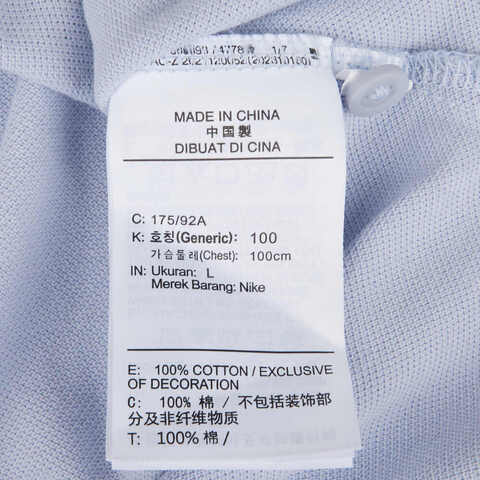 1/7
MADE IN CHINA
中国製
DIBUAT DI CINA
C: 175/92A
K: 호칭(Generic): 100
가슴둘레(Chest): 100cm
IN: Ukuran: L
Merek Barang: Nike
E: 100% COTTON / EXCLUSIVE
OF DECORATION
C: 100% 棉 / 不包括装饰部
分及非纤维物质
T: 100% 棉 /